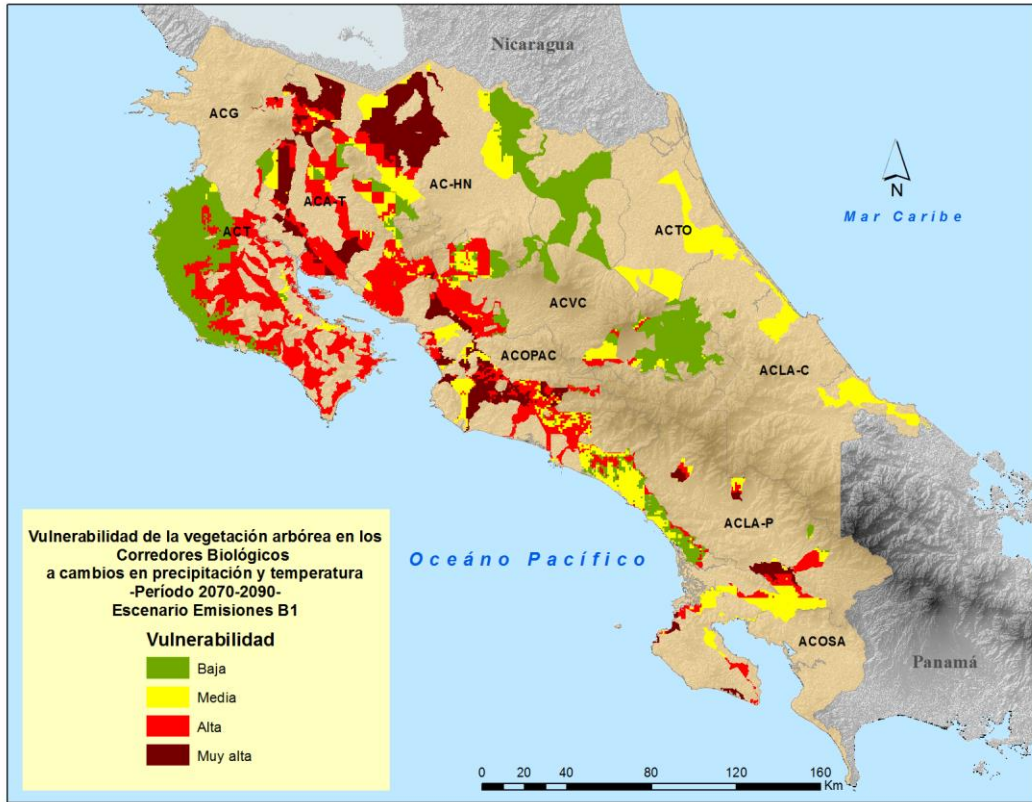 Nicaragua
ACG
N
AC-HN
Mar Caribe
ACA-T
ACT
ACTO
ACVC
ACOPAC
ACLA-C
ACLA-P
Oceáno Pacífico
ACOSA
Panamá
Vulnerabilidad de la vegetación arbórea en los
Corredores Biológicos
a cambios en precipitación y temperatura
-Período 2070-2090-
Escenario Emisiones B1
Vulnerabilidad
Baja
Media
Alta
Muy alta
0 20 40 80 120 160
Km